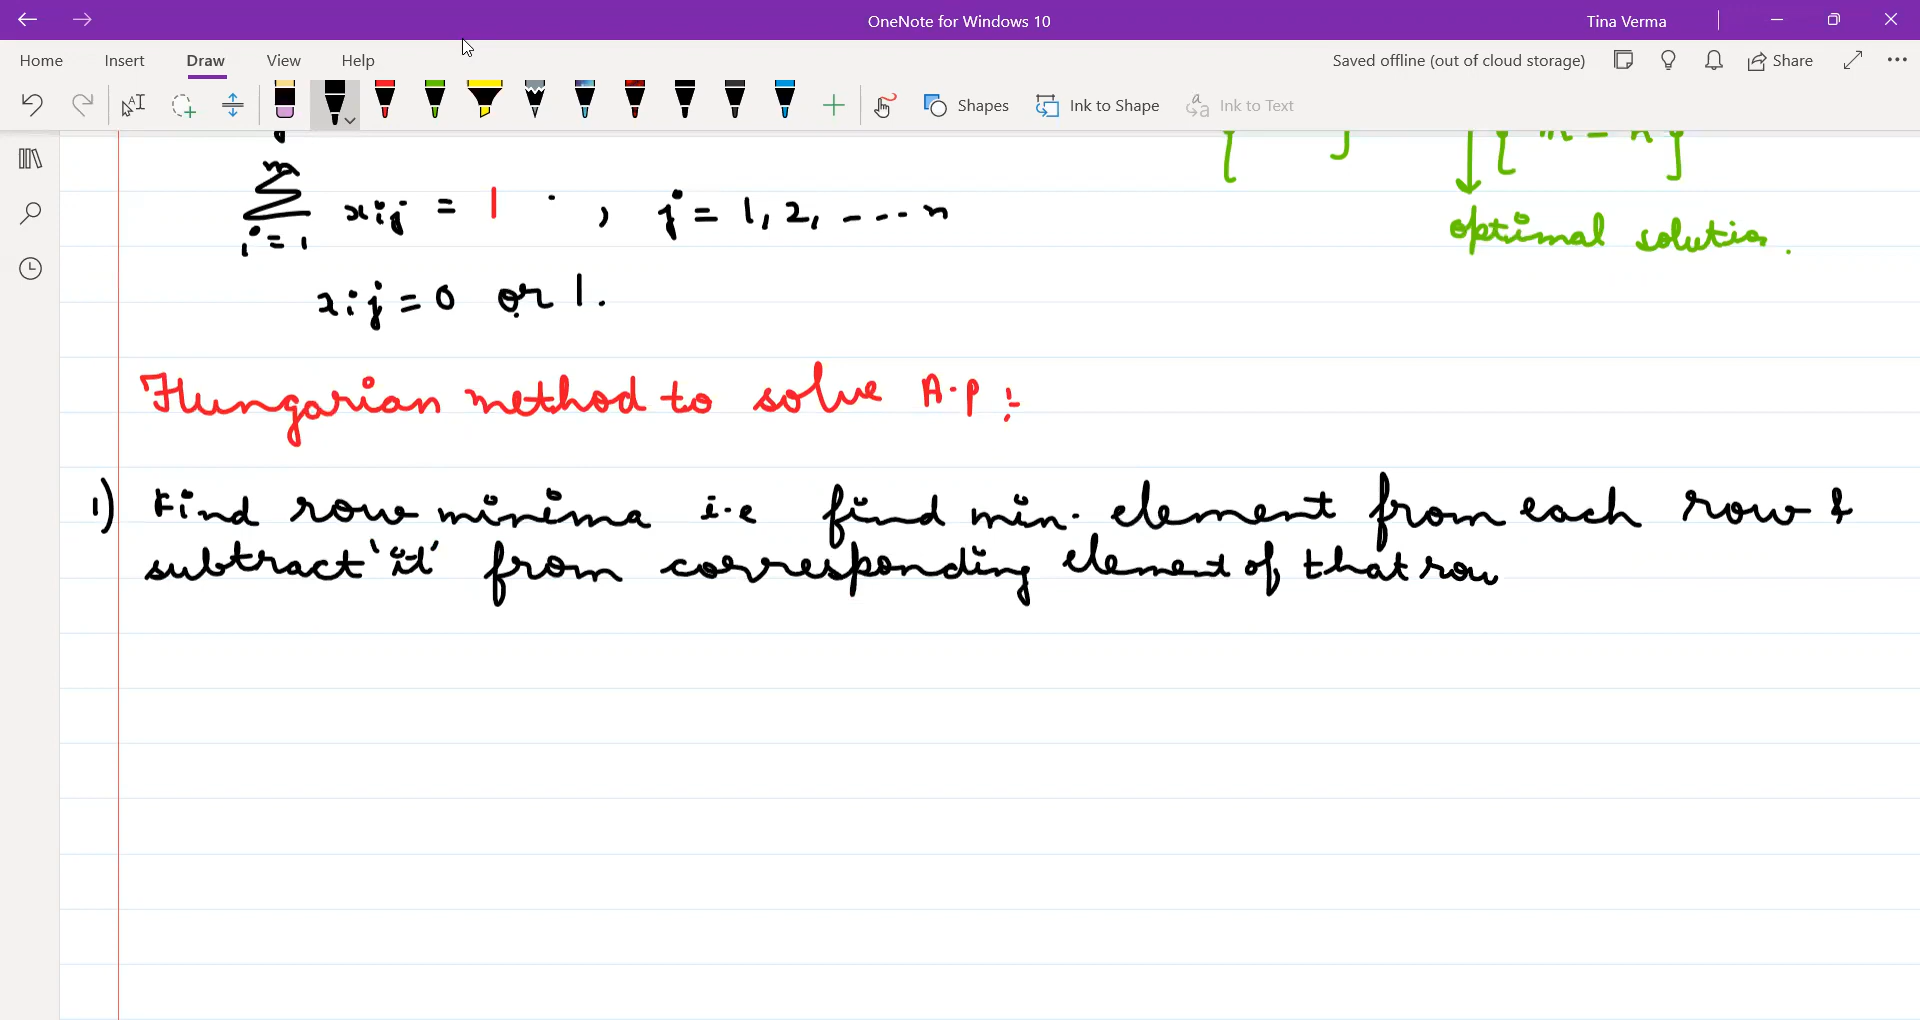 OneNote for Windows 10
Tina Verma
Home Insert Draw View Help
Saved offline (out of cloud storage) Share
Shapes Ink to Shape Ink to Text
m
Σ xij = 1 , j = 1, 2, ---- n
i = 1
optimal solution.
xij = 0 or 1.
Hungarian method to solve A.P :-
1) Find row minima i.e find min. element from each row &
subtract 'it' from corresponding element of that row